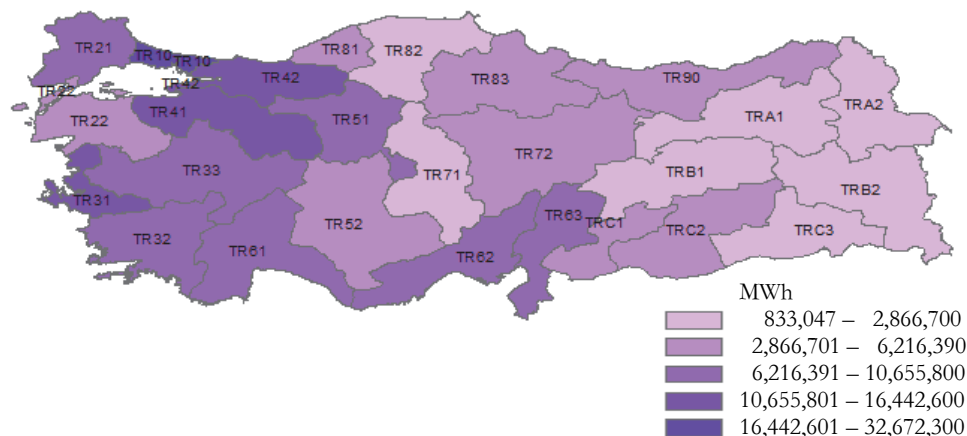 TR21
TR10
TR10
TR81
TR82
TR42
TR83
TR90
TR42
TR22
TRA2
TR41
TRA1
TR22
TR51
TR72
TR33
TR71
TRB1
TRB2
TR31
TR63
TRC1
TR52
TR32
TRC2
TRC3
TR61
TR62
MWh
833,047 – 2,866,700
2,866,701 – 6,216,390
6,216,391 – 10,655,800
10,655,801 – 16,442,600
16,442,601 – 32,672,300